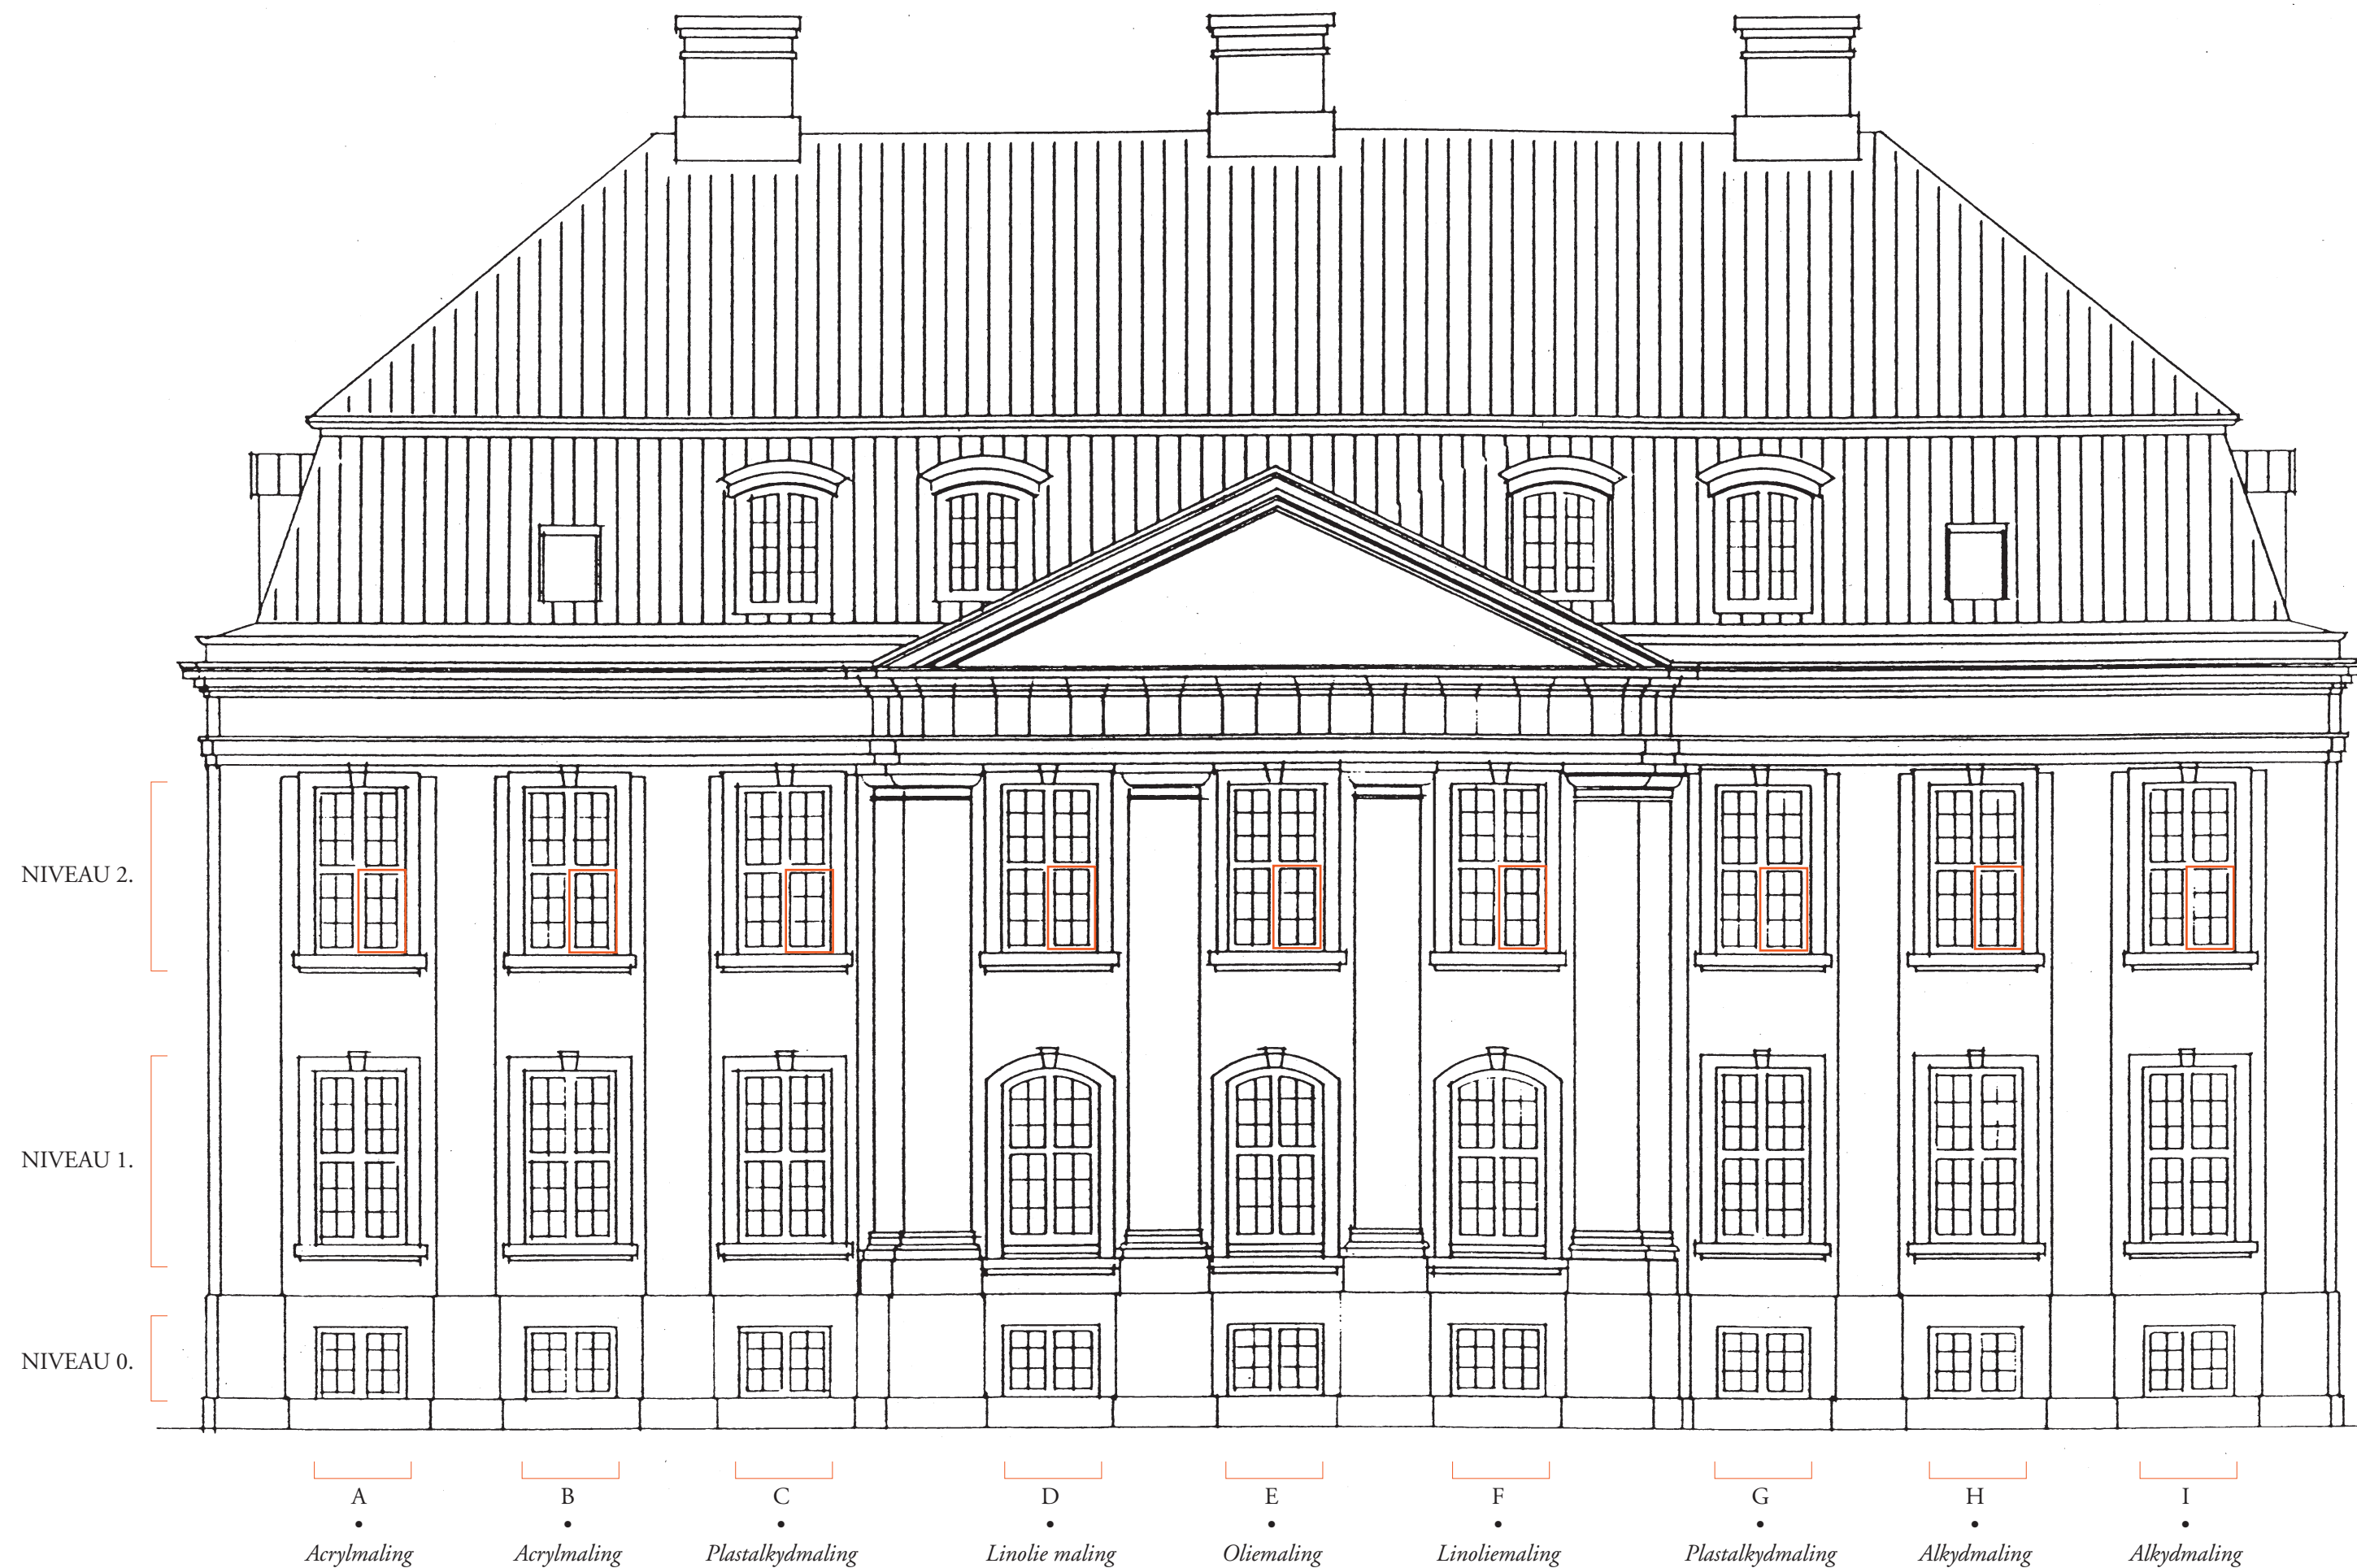 NIVEAU 2.
NIVEAU 1.
NIVEAU 0.
A B C D E F G H I
Acrylmaling Acrylmaling Plastalkydmaling Linolie maling Oliemaling Linoliemaling Plastalkydmaling Alkydmaling Alkydmaling